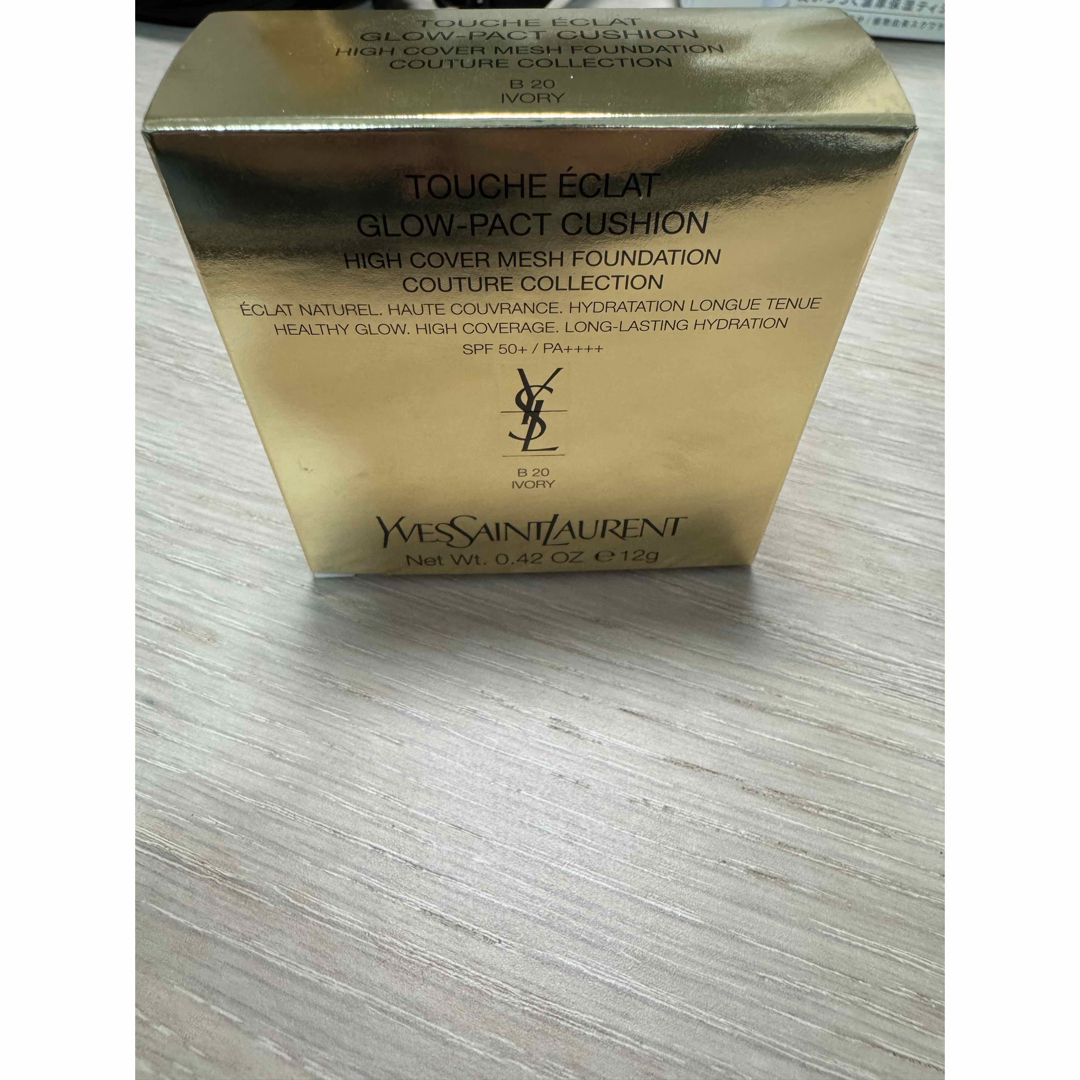 TOUCHE ÉCLAT
GLOW-PACT CUSHION
HIGH COVER MESH FOUNDATION
COUTURE COLLECTION
B 20
IVORY
TOUCHE ÉCLAT
GLOW-PACT CUSHION
HIGH COVER MESH FOUNDATION
COUTURE COLLECTION
ÉCLAT NATUREL. HAUTE COUVRANCE. HYDRATATION LONGUE TENUE
HEALTHY GLOW. HIGH COVERAGE. LONG-LASTING HYDRATION
SPF 50+ / PA++++
YSL
B 20
IVORY
YVESSAINTLAURENT
Net Wt. 0.42 OZ ℮ 12g